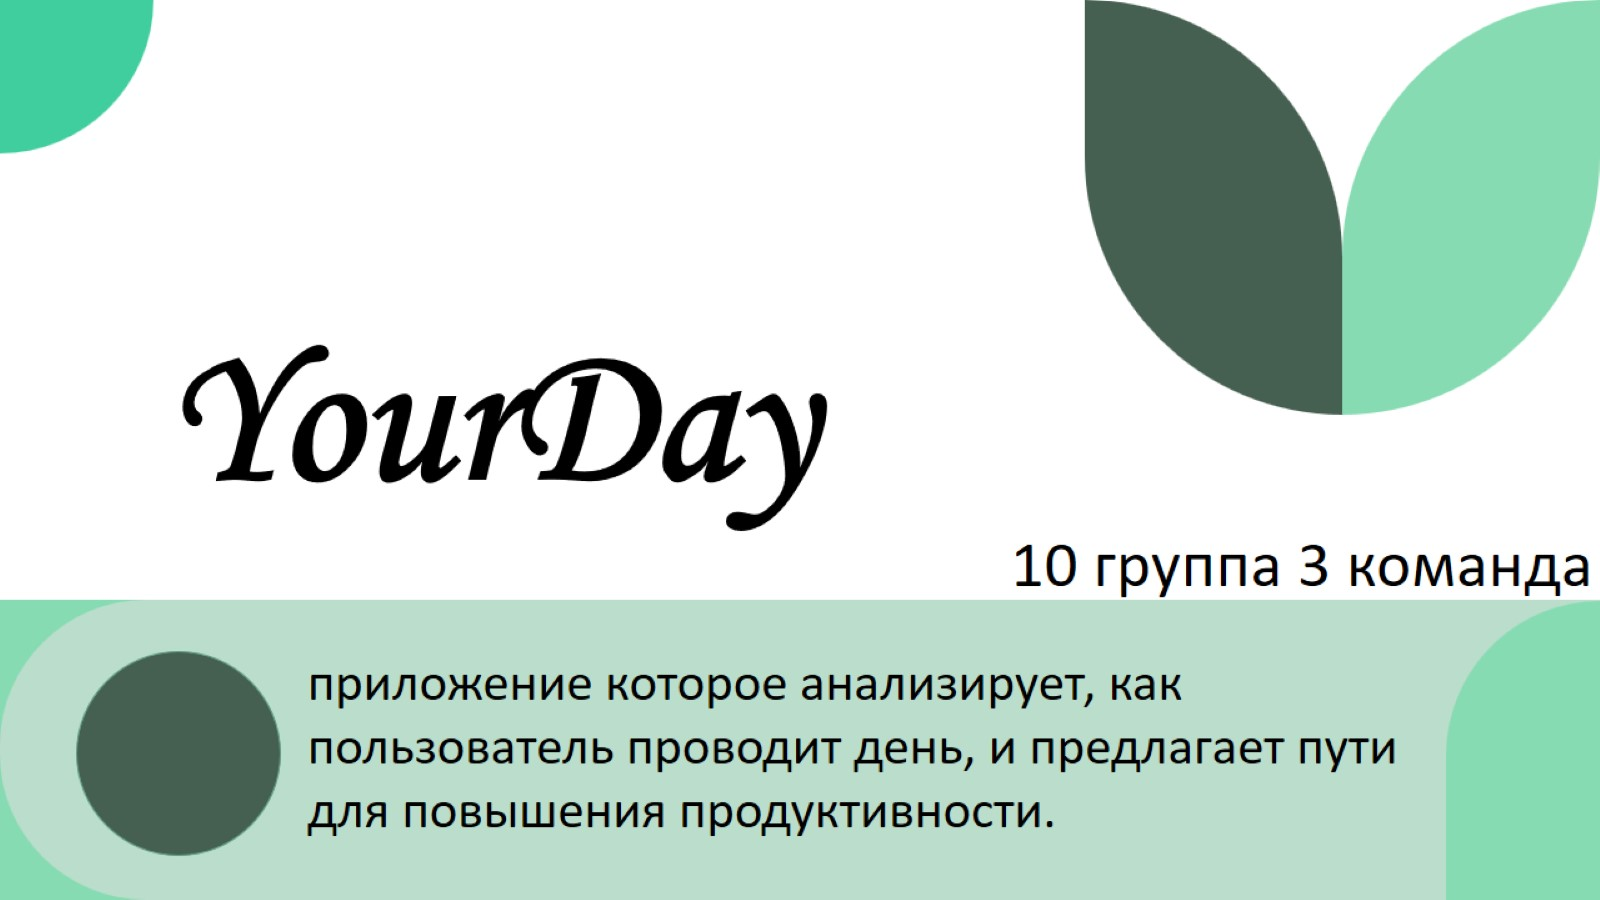 YourDay
10 группа 3 команда
приложение которое анализирует, как
пользователь проводит день, и предлагает пути
для повышения продуктивности.